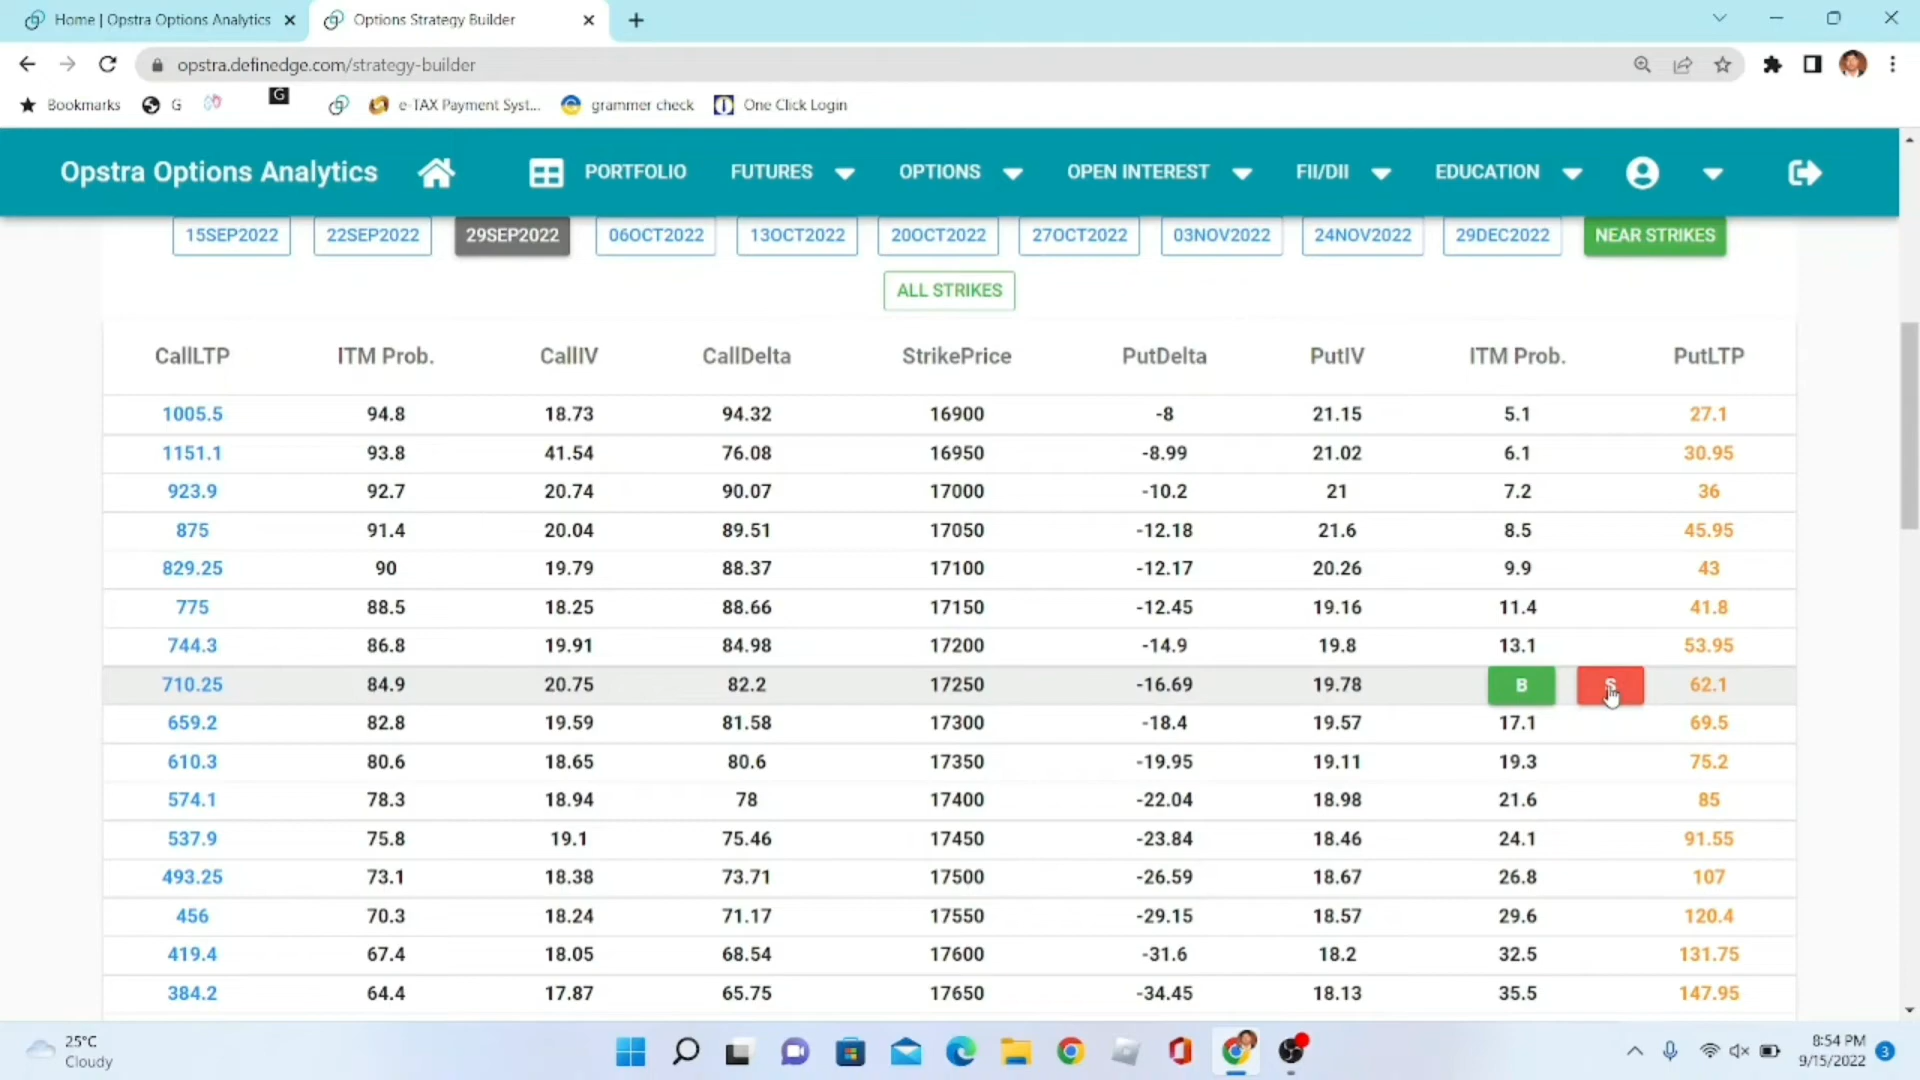 Home | Opstra Options Analytics
Options Strategy Builder
opstra.definedge.com/strategy-builder
Bookmarks G G e-TAX Payment Syst... grammer check One Click Login
Opstra Options Analytics PORTFOLIO FUTURES OPTIONS OPEN INTEREST FII/DII EDUCATION
15SEP2022 22SEP2022 29SEP2022 06OCT2022 13OCT2022 20OCT2022 27OCT2022 03NOV2022 24NOV2022 29DEC2022 NEAR STRIKES
ALL STRIKES
CallLTP ITM Prob. CallIV CallDelta StrikePrice PutDelta PutIV ITM Prob. PutLTP
1005.5 94.8 18.73 94.32 16900 -8 21.15 5.1 27.1
1151.1 93.8 41.54 76.08 16950 -8.99 21.02 6.1 30.95
923.9 92.7 20.74 90.07 17000 -10.2 21 7.2 36
875 91.4 20.04 89.51 17050 -12.18 21.6 8.5 45.95
829.25 90 19.79 88.37 17100 -12.17 20.26 9.9 43
775 88.5 18.25 88.66 17150 -12.45 19.16 11.4 41.8
744.3 86.8 19.91 84.98 17200 -14.9 19.8 13.1 53.95
710.25 84.9 20.75 82.2 17250 -16.69 19.78 B S 62.1
659.2 82.8 19.59 81.58 17300 -18.4 19.57 17.1 69.5
610.3 80.6 18.65 80.6 17350 -19.95 19.11 19.3 75.2
574.1 78.3 18.94 78 17400 -22.04 18.98 21.6 85
537.9 75.8 19.1 75.46 17450 -23.84 18.46 24.1 91.55
493.25 73.1 18.38 73.71 17500 -26.59 18.67 26.8 107
456 70.3 18.24 71.17 17550 -29.15 18.57 29.6 120.4
419.4 67.4 18.05 68.54 17600 -31.6 18.2 32.5 131.75
384.2 64.4 17.87 65.75 17650 -34.45 18.13 35.5 147.95
25°C
Cloudy
8:54 PM
9/15/2022
3